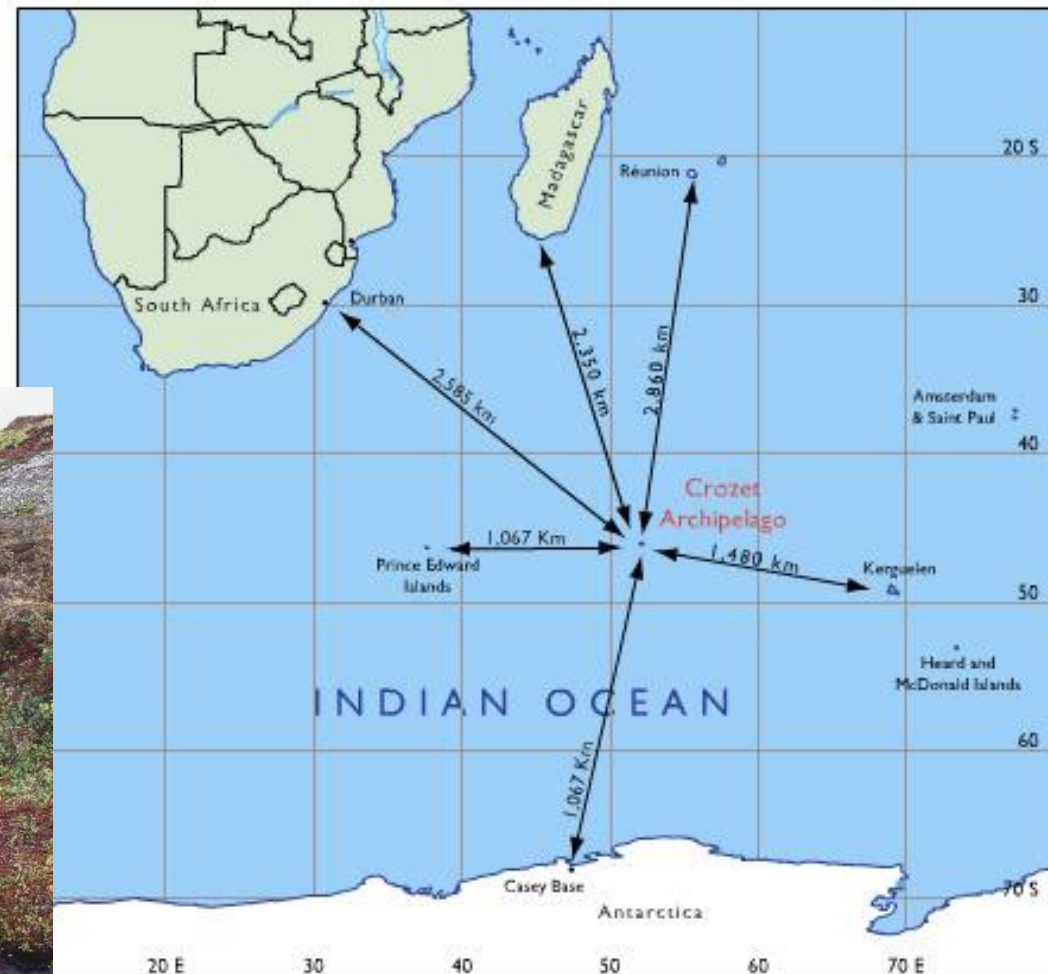 Madagascar
20 S
Réunion
South Africa
Durban
30
2,585 km
2,350 km
2,860 km
Amsterdam
& Saint Paul
40
Crozet
Archipelago
1,067 Km
1,480 km
Prince Edward
Islands
Kerguelen
50
Heard and
McDonald Islands
INDIAN OCEAN
60
1,067 Km
Casey Base
70 S
Antarctica
20 E
30
40
50
60
70 E